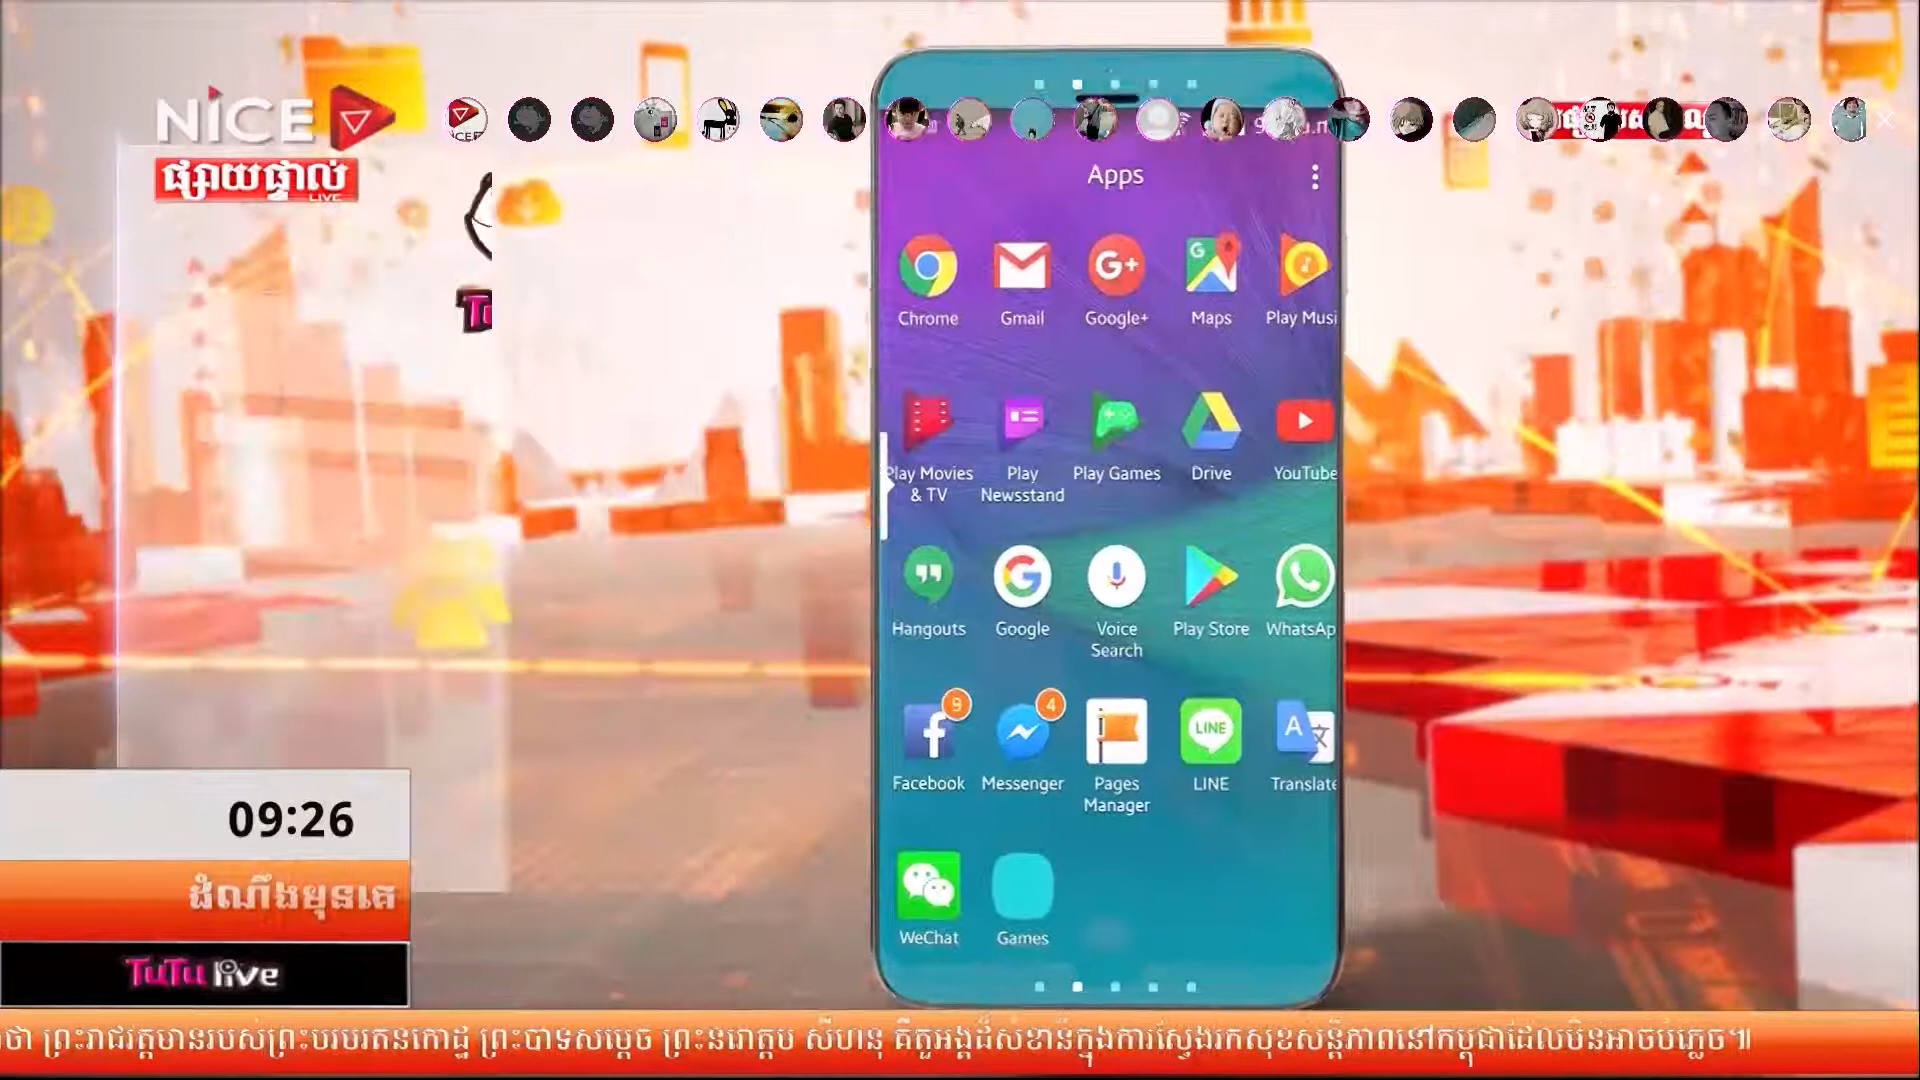 NiCE
ផ្សាយផ្ទាល់
LIVE
Apps
Chrome
Gmail
Google+
Maps
Play Musi
Play Movies & TV
Play Newsstand
Play Games
Drive
YouTube
Hangouts
Google
Voice Search
Play Store
WhatsAp
9
4
Facebook
Messenger
Pages Manager
LINE
LINE
Translate
WeChat
Games
09:26
ដំណឹងមុនគេ
TuTu live
ថា ព្រះរាជវត្តមានរបស់ព្រះបរមរតនកោដ្ឋ ព្រះបាទសម្តេច ព្រះនរោត្តម សីហនុ គឺតួអង្គដ៏សំខាន់ក្នុងការស្វែងរកសុខសន្តិភាពនៅកម្ពុជាដែលមិនអាចបំភ្លេច៕